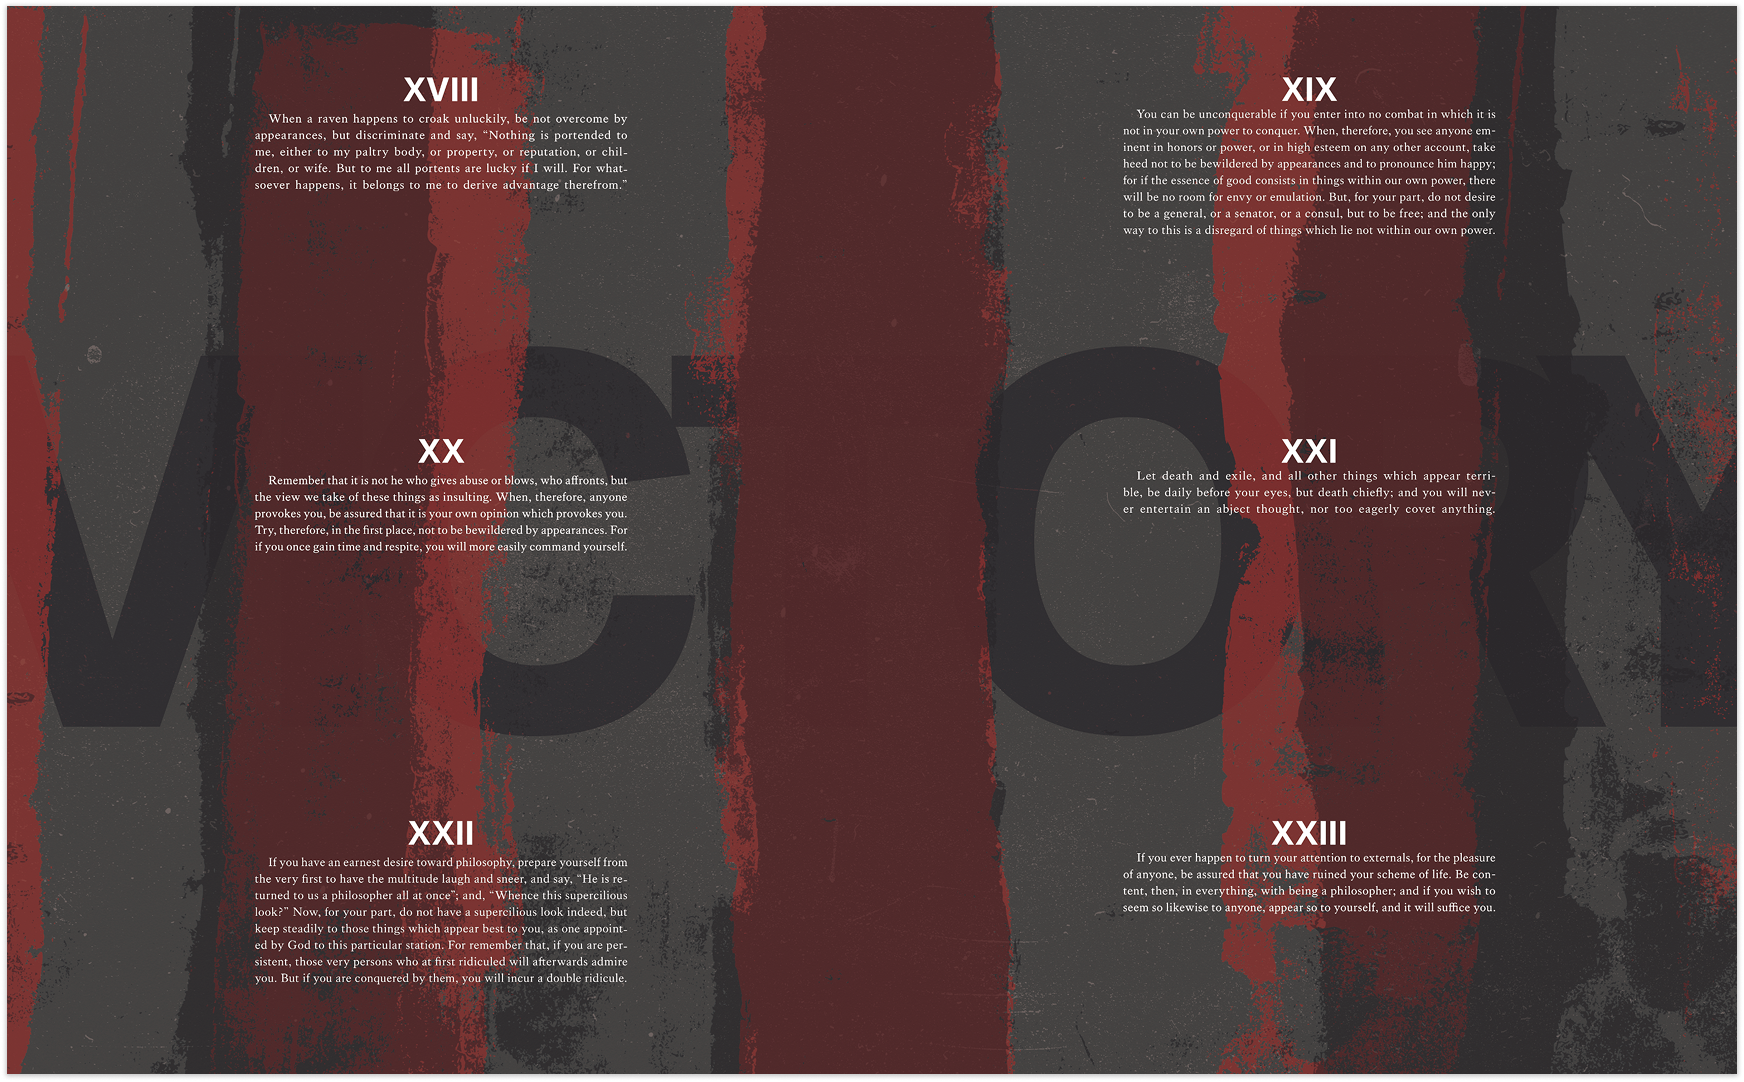 XVIII
When a raven happens to croak unluckily, be not overcome by
appearances, but discriminate and say, “Nothing is portended to
me, either to my paltry body, or property, or reputation, or chil-
dren, or wife. But to me all portents are lucky if I will. For what-
soever happens, it belongs to me to derive advantage therefrom.”
XIX
You can be unconquerable if you enter into no combat in which it is
not in your own power to conquer. When, therefore, you see anyone em-
inent in honors or power, or in high esteem on any other account, take
heed not to be bewildered by appearances and to pronounce him happy;
for if the essence of good consists in things within our own power, there
will be no room for envy or emulation. But, for your part, do not desire
to be a general, or a senator, or a consul, but to be free; and the only
way to this is a disregard of things which lie not within our own power.
VICTORY
XX
Remember that it is not he who gives abuse or blows, who affronts, but
the view we take of these things as insulting. When, therefore, anyone
provokes you, be assured that it is your own opinion which provokes you.
Try, therefore, in the first place, not to be bewildered by appearances. For
if you once gain time and respite, you will more easily command yourself.
XXI
Let death and exile, and all other things which appear terri-
ble, be daily before your eyes, but death chiefly; and you will nev-
er entertain an abject thought, nor too eagerly covet anything.
XXII
If you have an earnest desire toward philosophy, prepare yourself from
the very first to have the multitude laugh and sneer, and say, “He is re-
turned to us a philosopher all at once”; and, “Whence this supercilious
look?” Now, for your part, do not have a supercilious look indeed, but
keep steadily to those things which appear best to you, as one appoint-
ed by God to this particular station. For remember that, if you are per-
sistent, those very persons who at first ridiculed will afterwards admire
you. But if you are conquered by them, you will incur a double ridicule.
XXIII
If you ever happen to turn your attention to externals, for the pleasure
of anyone, be assured that you have ruined your scheme of life. Be con-
tent, then, in everything, with being a philosopher; and if you wish to
seem so likewise to anyone, appear so to yourself, and it will suffice you.